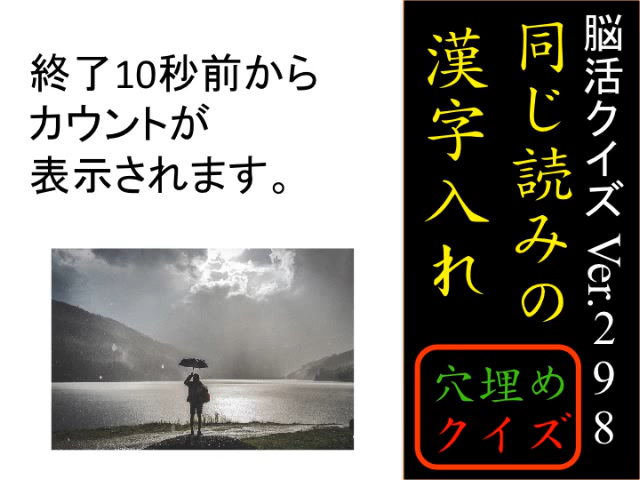 終了10秒前から
カウントが
表示されます。
脳活クイズ Ver.298
同じ読みの
漢字入れ
穴埋め
クイズ